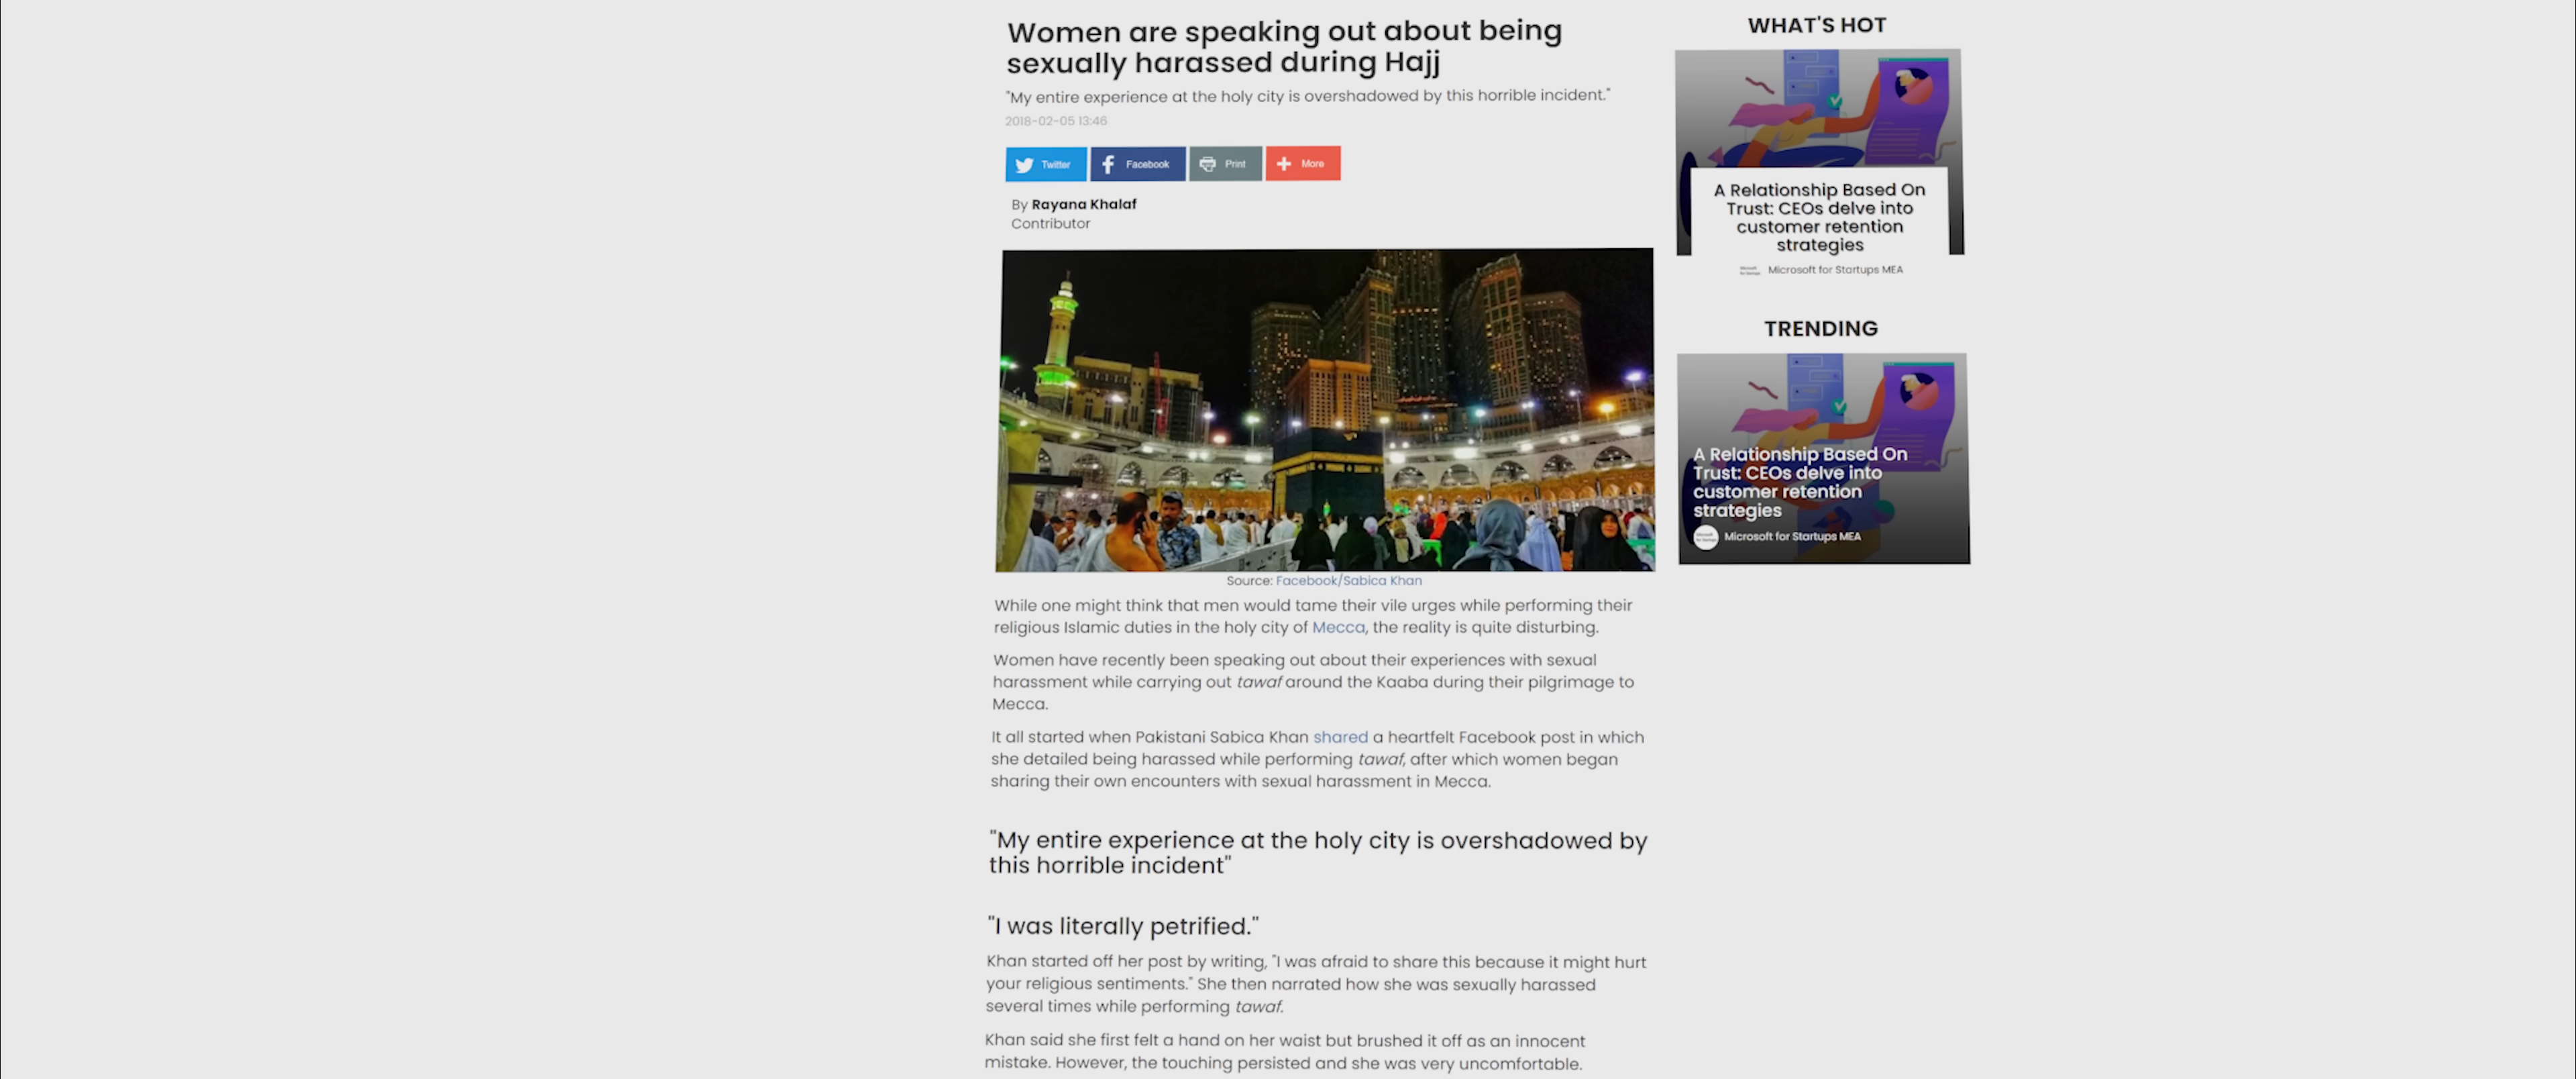 Women are speaking out about being
sexually harassed during Hajj
"My entire experience at the holy city is overshadowed by this horrible incident."
2018-02-05 13:46
Twitter
Facebook
Print
More
By Rayana Khalaf
Contributor
Source: Facebook/Sabica Khan
While one might think that men would tame their vile urges while performing their
religious Islamic duties in the holy city of Mecca, the reality is quite disturbing.
Women have recently been speaking out about their experiences with sexual
harassment while carrying out tawaf around the Kaaba during their pilgrimage to
Mecca.
It all started when Pakistani Sabica Khan shared a heartfelt Facebook post in which
she detailed being harassed while performing tawaf, after which women began
sharing their own encounters with sexual harassment in Mecca.
"My entire experience at the holy city is overshadowed by
this horrible incident"
"I was literally petrified."
Khan started off her post by writing, "I was afraid to share this because it might hurt
your religious sentiments." She then narrated how she was sexually harassed
several times while performing tawaf.
Khan said she first felt a hand on her waist but brushed it off as an innocent
mistake. However, the touching persisted and she was very uncomfortable.
WHAT'S HOT
A Relationship Based On
Trust: CEOs delve into
customer retention
strategies
Microsoft for Startups MEA
TRENDING
A Relationship Based On
Trust: CEOs delve into
customer retention
strategies
Microsoft for Startups MEA